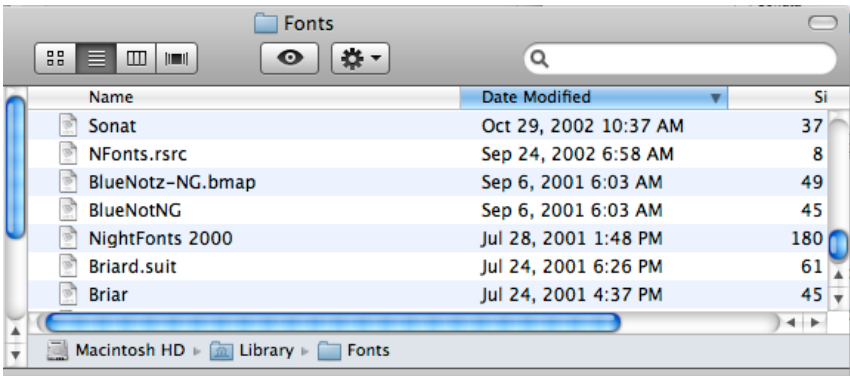 Fonts
Name Date Modified Si
Sonat Oct 29, 2002 10:37 AM 37
NFonts.rsrc Sep 24, 2002 6:58 AM 8
BlueNotz-NG.bmap Sep 6, 2001 6:03 AM 49
BlueNotNG Sep 6, 2001 6:03 AM 45
NightFonts 2000 Jul 28, 2001 1:48 PM 180
Briard.suit Jul 24, 2001 6:26 PM 61
Briar Jul 24, 2001 4:37 PM 45
Macintosh HD Library Fonts